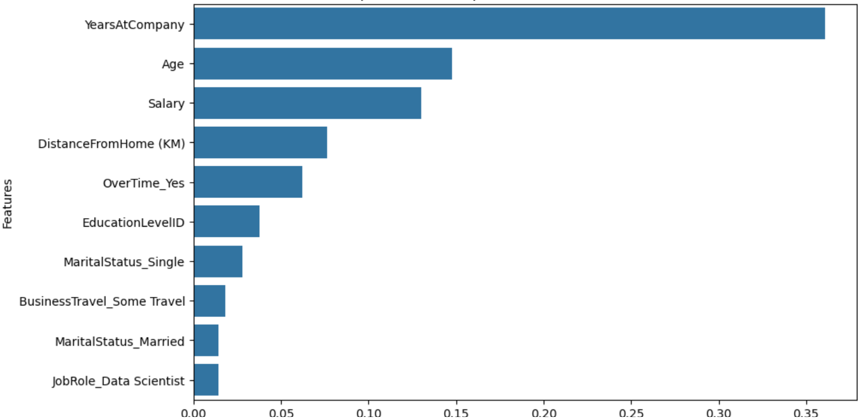 YearsAtCompany
Age
Salary
DistanceFromHome (KM)
OverTime_Yes
EducationLevelID
MaritalStatus_Single
BusinessTravel_Some Travel
MaritalStatus_Married
JobRole_Data Scientist
Features
0.00 0.05 0.10 0.15 0.20 0.25 0.30 0.35